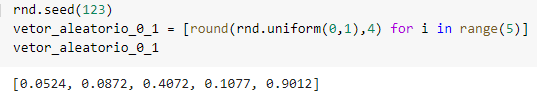 rnd.seed(123)
vetor_aleatorio_0_1 = [round(rnd.uniform(0,1),4) for i in range(5)]
vetor_aleatorio_0_1
[0.0524, 0.0872, 0.4072, 0.1077, 0.9012]